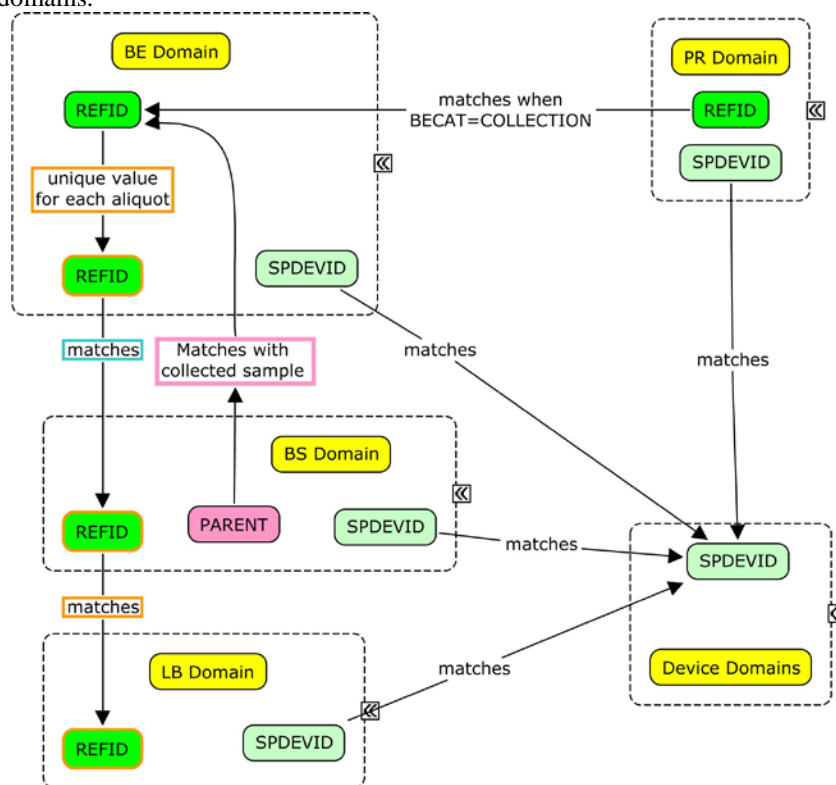 domains.
BE Domain
PR Domain
REFID
matches when
BECAT=COLLECTION
REFID
SPDEVID
unique value
for each aliquot
REFID
SPDEVID
matches
Matches with
collected sample
matches
matches
BS Domain
REFID
PARENT
SPDEVID
matches
SPDEVID
matches
LB Domain
matches
Device Domains
REFID
SPDEVID